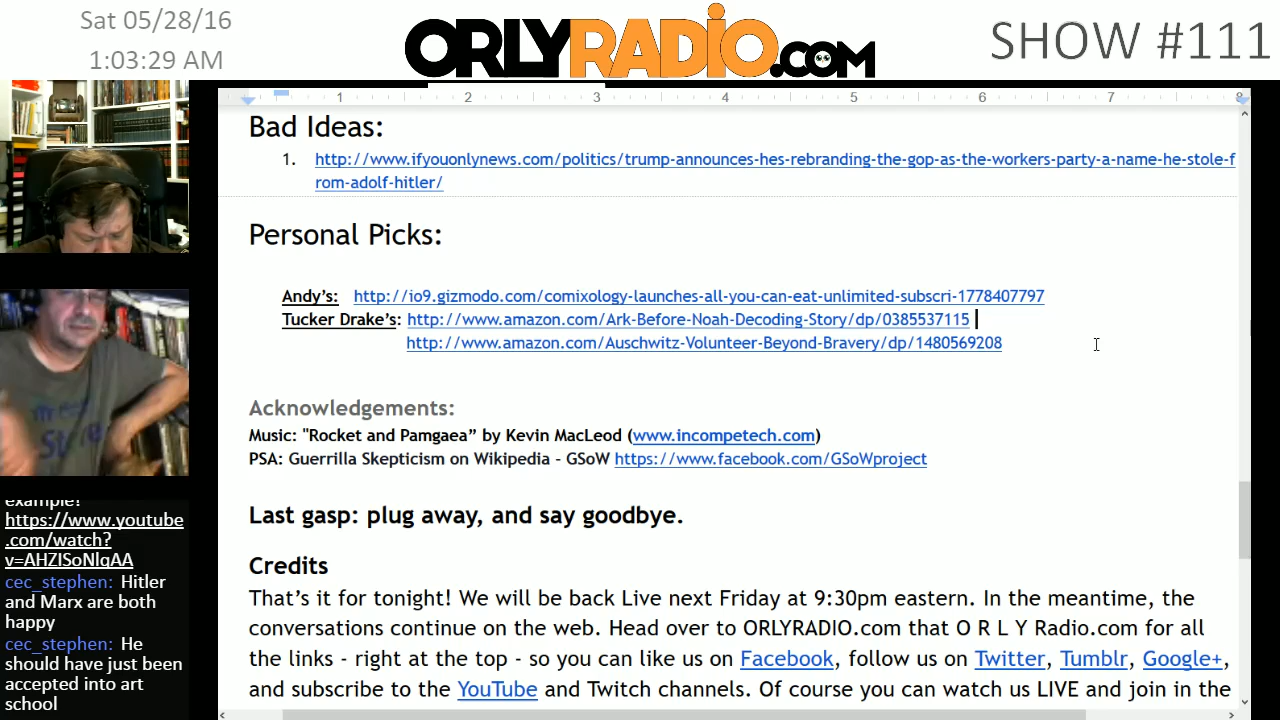 Sat 05/28/16
1:03:29 AM
ORLYRADIO.COM
SHOW #111
1 2 3 4 5 6 7 8
Bad Ideas:
1. http://www.ifyouonlynews.com/politics/trump-announces-hes-rebranding-the-gop-as-the-workers-party-a-name-he-stole-f
rom-adolf-hitler/
Personal Picks:
Andy’s: http://io9.gizmodo.com/comixology-launches-all-you-can-eat-unlimited-subscri-1778407797
Tucker Drake’s: http://www.amazon.com/Ark-Before-Noah-Decoding-Story/dp/0385537115
http://www.amazon.com/Auschwitz-Volunteer-Beyond-Bravery/dp/1480569208
Acknowledgements:
Music: "Rocket and Pamgaea” by Kevin MacLeod (www.incompetech.com)
PSA: Guerrilla Skepticism on Wikipedia - GSoW https://www.facebook.com/GSoWproject
Last gasp: plug away, and say goodbye.
Credits
That’s it for tonight! We will be back Live next Friday at 9:30pm eastern. In the meantime, the
conversations continue on the web. Head over to ORLYRADIO.com that O R L Y Radio.com for all
the links - right at the top - so you can like us on Facebook, follow us on Twitter, Tumblr, Google+,
and subscribe to the YouTube and Twitch channels. Of course you can watch us LIVE and join in the
example!
https://www.youtube
.com/watch?
v=AHZISoNlqAA
cec_stephen: Hitler
and Marx are both
happy
cec_stephen: He
should have just been
accepted into art
school